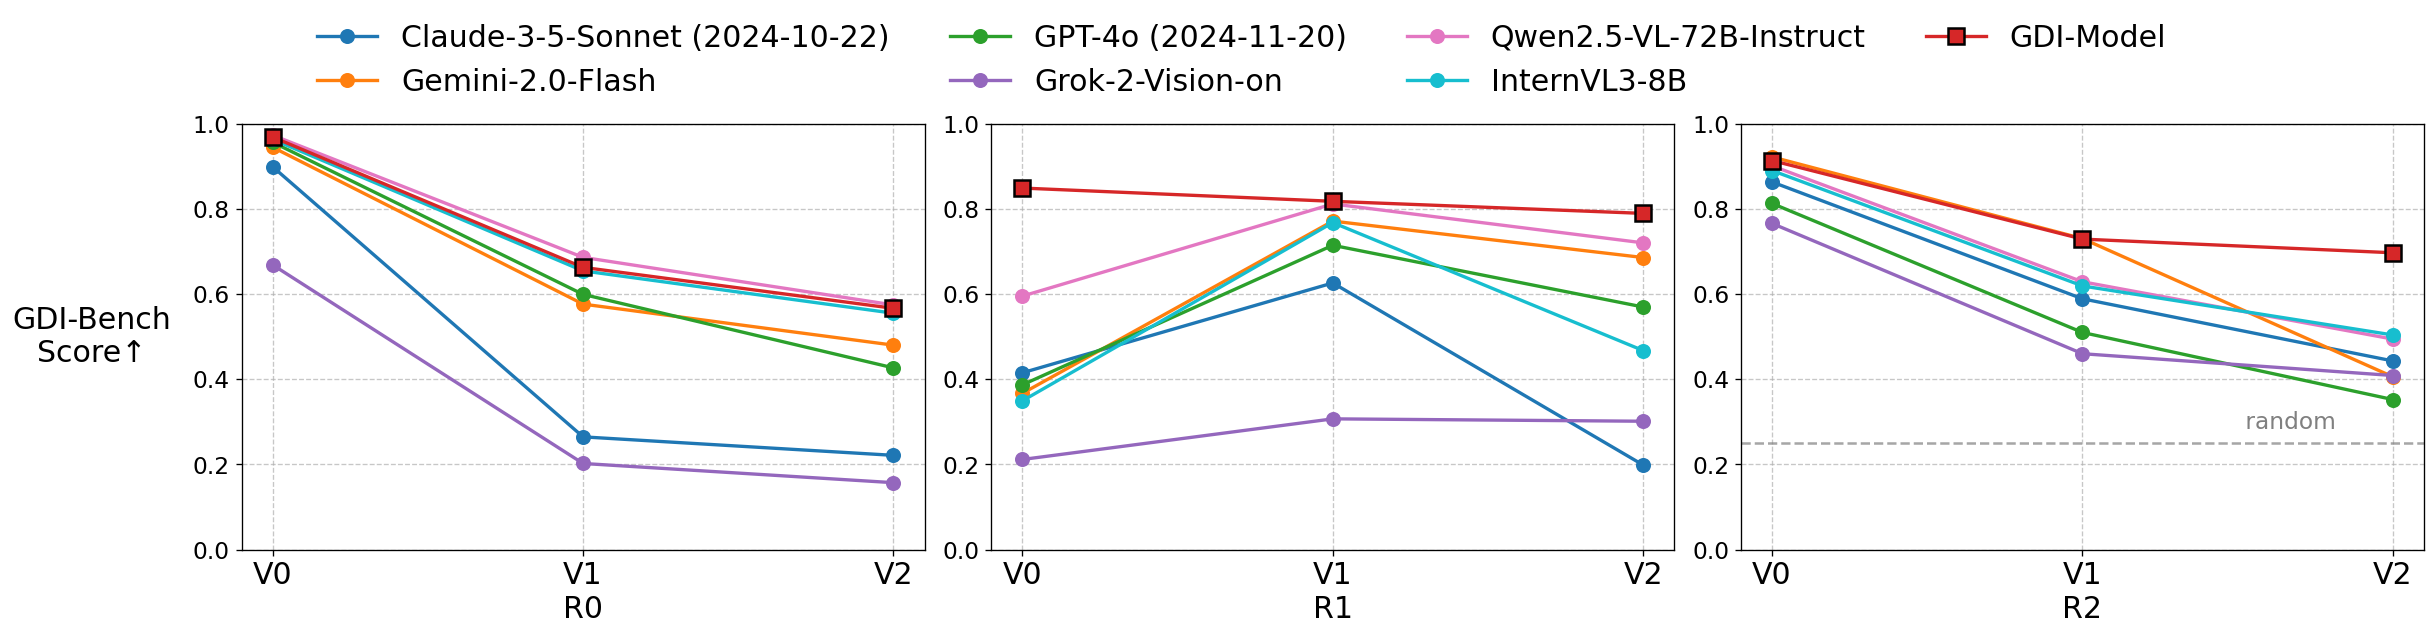 Claude-3-5-Sonnet (2024-10-22)
Gemini-2.0-Flash
GPT-4o (2024-11-20)
Grok-2-Vision-on
Qwen2.5-VL-72B-Instruct
InternVL3-8B
GDI-Model
GDI-Bench
Score↑
1.0
0.8
0.6
0.4
0.2
0.0
V0 V1 V2
R0
1.0
0.8
0.6
0.4
0.2
0.0
V0 V1 V2
R1
1.0
0.8
0.6
0.4
random
0.2
0.0
V0 V1 V2
R2